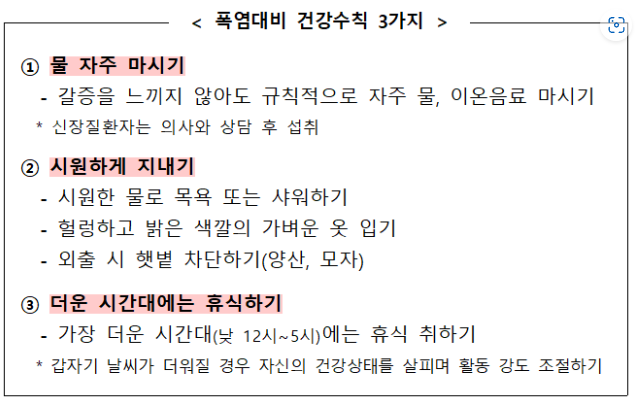 < 폭염대비 건강수칙 3가지 >
① 물 자주 마시기
- 갈증을 느끼지 않아도 규칙적으로 자주 물, 이온음료 마시기
* 신장질환자는 의사와 상담 후 섭취
② 시원하게 지내기
- 시원한 물로 목욕 또는 샤워하기
- 헐렁하고 밝은 색깔의 가벼운 옷 입기
- 외출 시 햇볕 차단하기(양산, 모자)
③ 더운 시간대에는 휴식하기
- 가장 더운 시간대(낮 12시~5시)에는 휴식 취하기
* 갑자기 날씨가 더워질 경우 자신의 건강상태를 살피며 활동 강도 조절하기